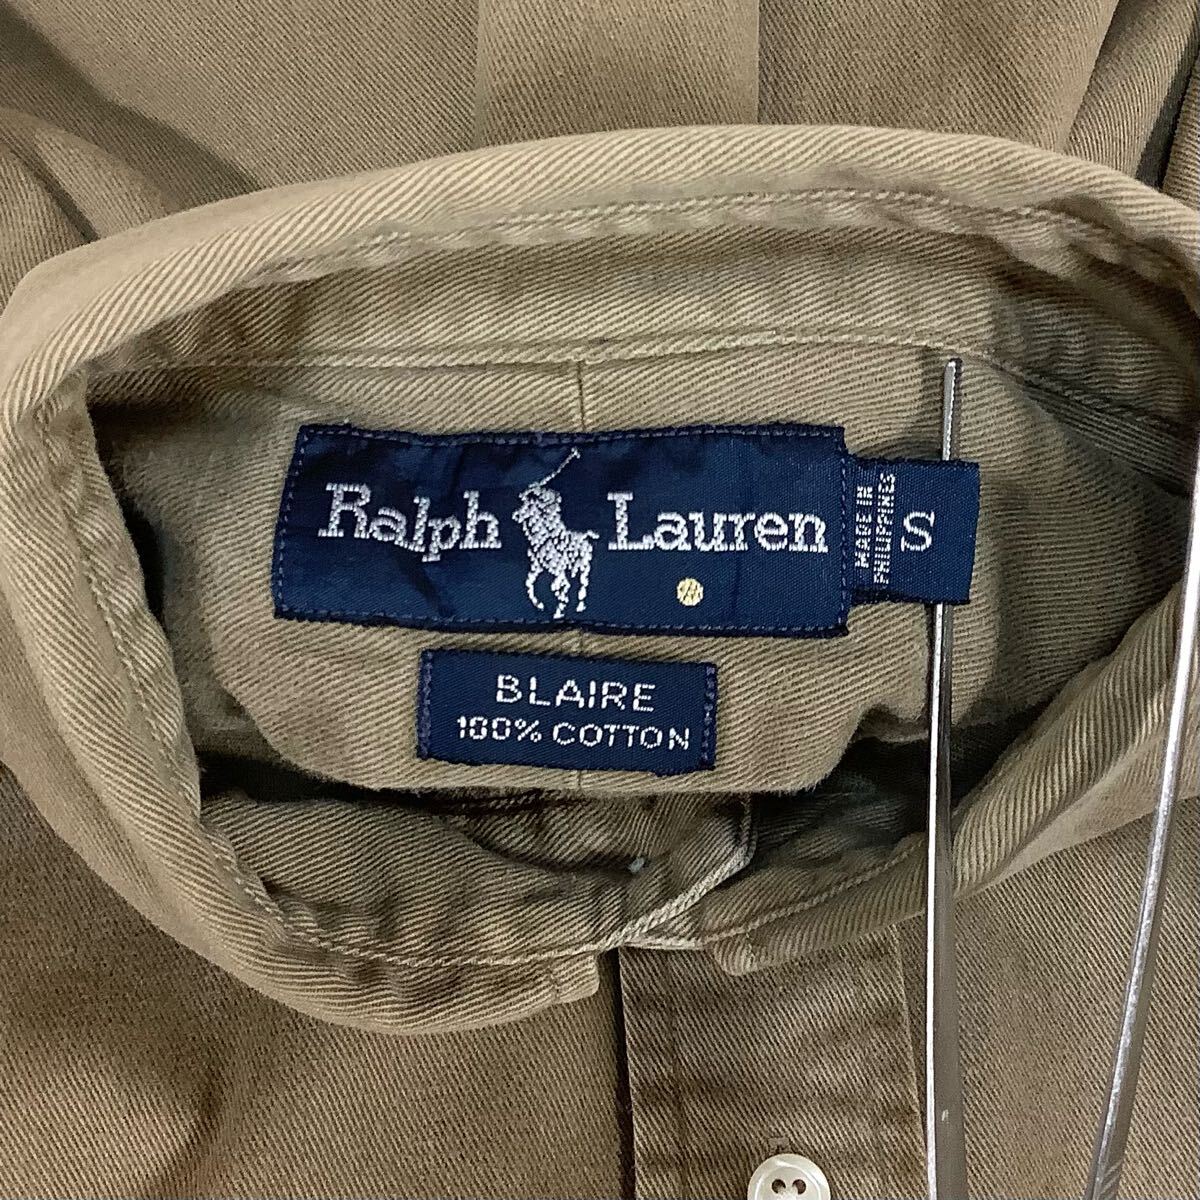 Ralph Lauren
MADE IN
PHILIPPINES
S
BLAIRE
100% COTTON